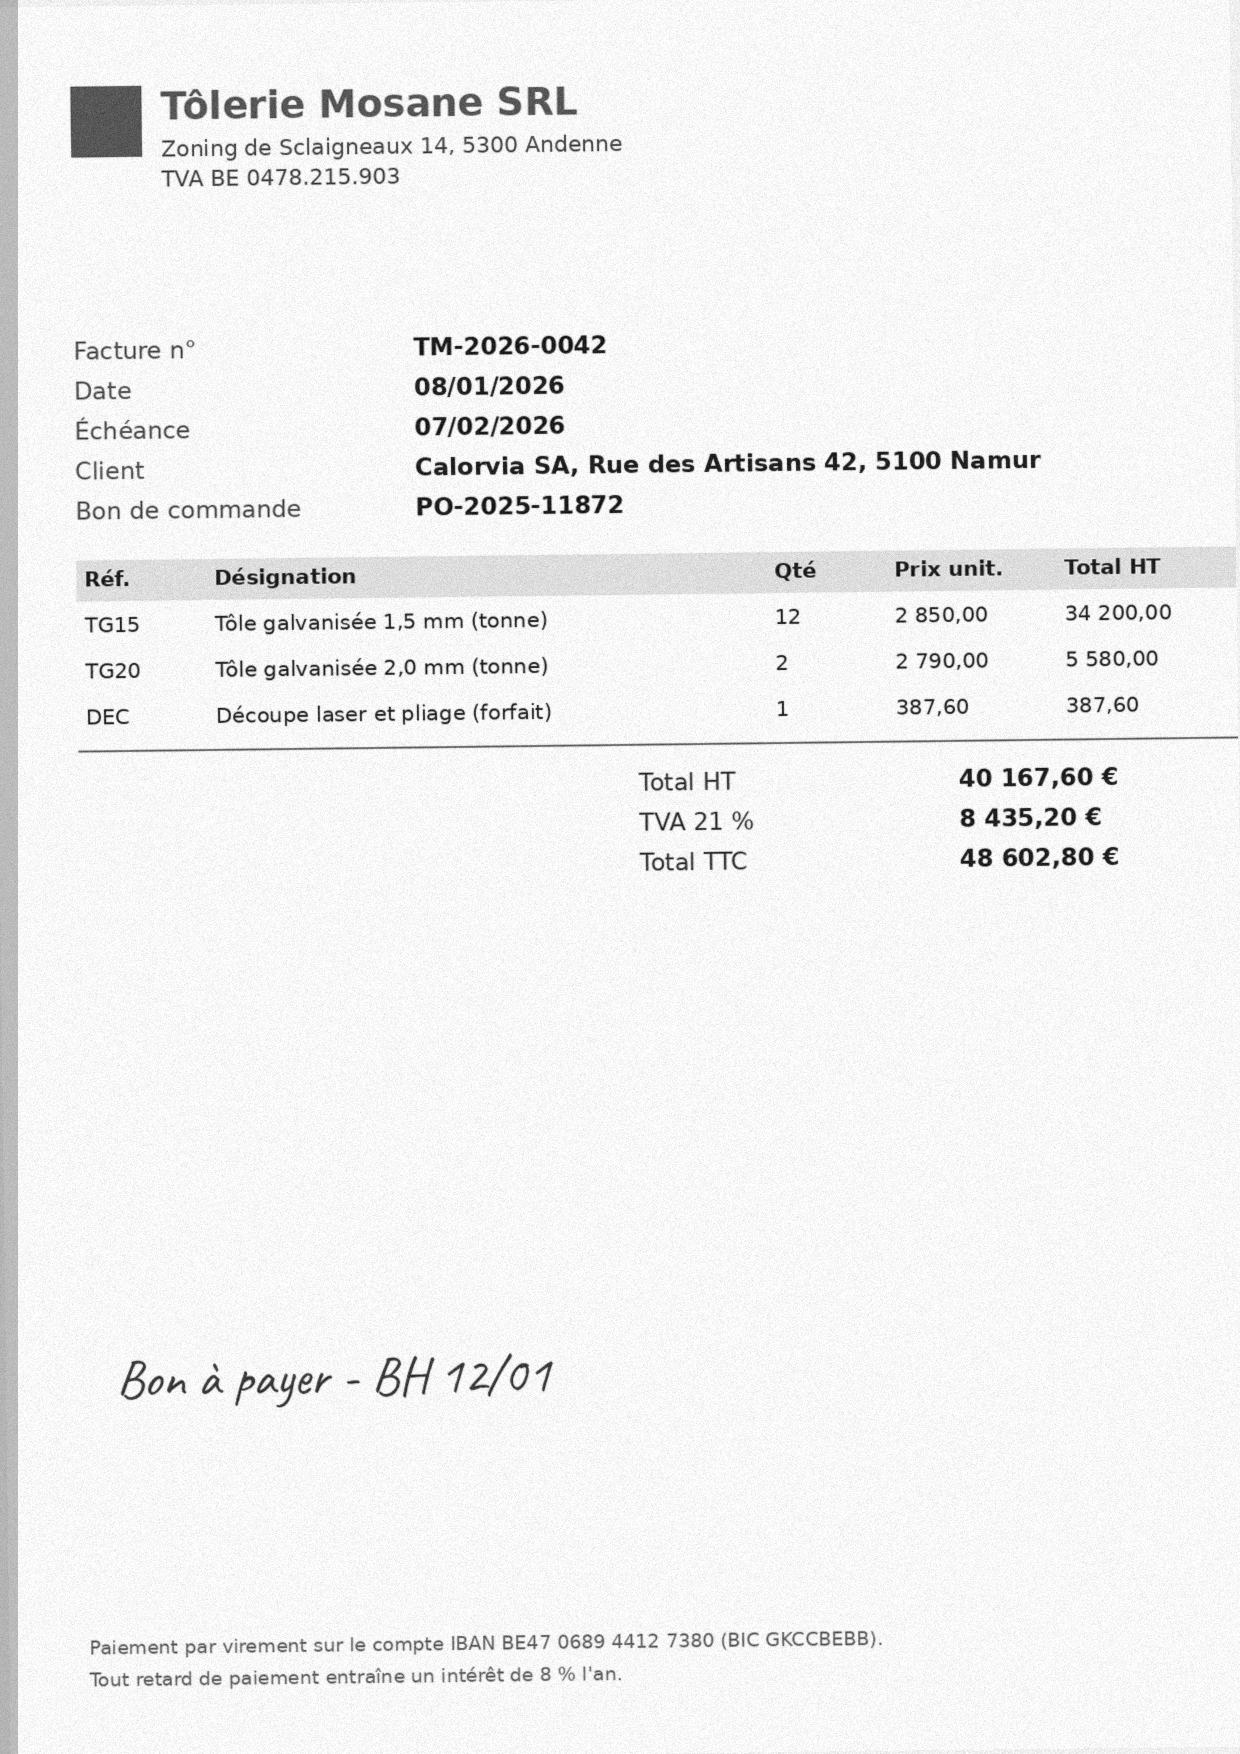 Tôlerie Mosane SRL
Zoning de Sclaigneaux 14, 5300 Andenne
TVA BE 0478.215.903
Facture n° TM-2026-0042
Date 08/01/2026
Échéance 07/02/2026
Client Calorvia SA, Rue des Artisans 42, 5100 Namur
Bon de commande PO-2025-11872
Réf. Désignation Qté Prix unit. Total HT
TG15 Tôle galvanisée 1,5 mm (tonne) 12 2 850,00 34 200,00
TG20 Tôle galvanisée 2,0 mm (tonne) 2 2 790,00 5 580,00
DEC Découpe laser et pliage (forfait) 1 387,60 387,60
Total HT 40 167,60 €
TVA 21 % 8 435,20 €
Total TTC 48 602,80 €
Bon à payer - BH 12/01
Paiement par virement sur le compte IBAN BE47 0689 4412 7380 (BIC GKCCBEBB).
Tout retard de paiement entraîne un intérêt de 8 % l'an.